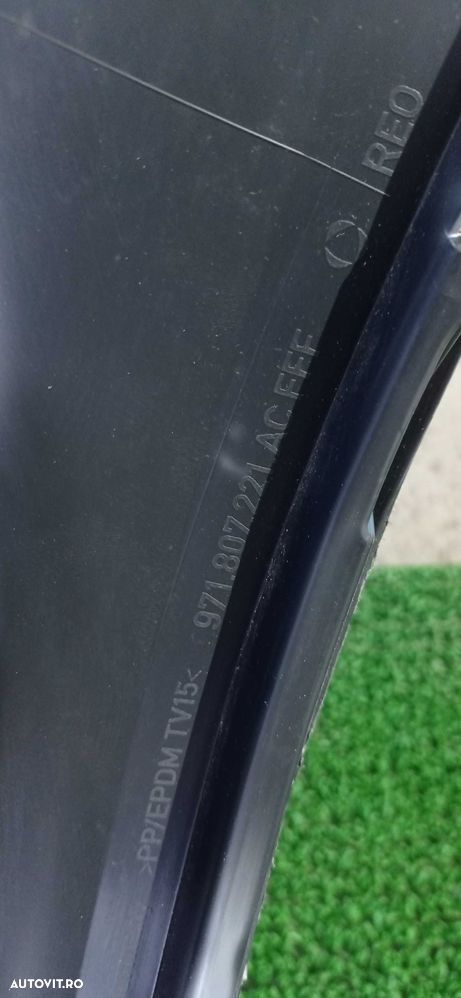 REO
971.807 221 AC FFF
>PP/EPDM TV15<
AUTOVIT.RO